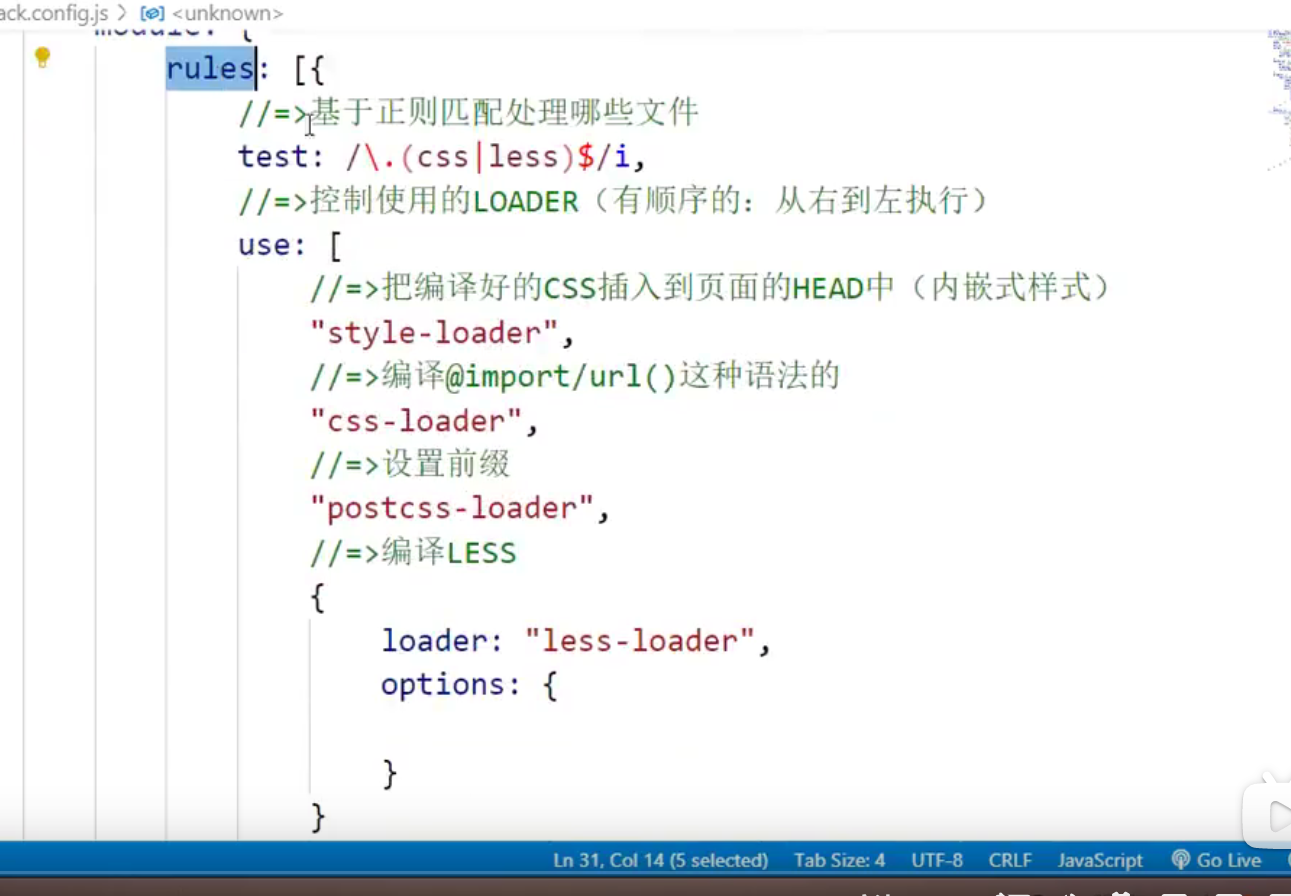 ack.config.js > <unknown>
module: {
rules: [{
//=>基于正则匹配处理哪些文件
test: /\.(css|less)$/i,
//=>控制使用的LOADER（有顺序的：从右到左执行）
use: [
//=>把编译好的CSS插入到页面的HEAD中（内嵌式样式）
"style-loader",
//=>编译@import/url()这种语法的
"css-loader",
//=>设置前缀
"postcss-loader",
//=>编译LESS
{
loader: "less-loader",
options: {
}
}
Ln 31, Col 14 (5 selected) Tab Size: 4 UTF-8 CRLF JavaScript Go Live